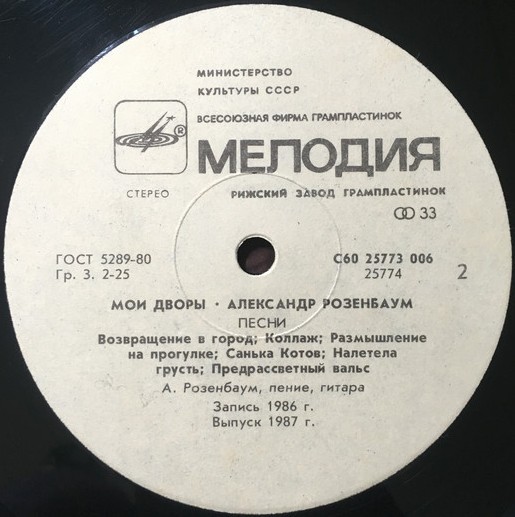 МИНИСТЕРСТВО
КУЛЬТУРЫ СССР
ВСЕСОЮЗНАЯ ФИРМА ГРАМПЛАСТИНОК
®
МЕЛОДИЯ
СТЕРЕО
РИЖСКИЙ ЗАВОД ГРАМПЛАСТИНОК
33
ГОСТ 5289-80
Гр. 3. 2-25
С60 25773 006
25774
2
МОИ ДВОРЫ · АЛЕКСАНДР РОЗЕНБАУМ
ПЕСНИ
Возвращение в город; Коллаж; Размышление
на прогулке; Санька Котов; Налетела
грусть; Предрассветный вальс
А. Розенбаум, пение, гитара
Запись 1986 г.
Выпуск 1987 г.